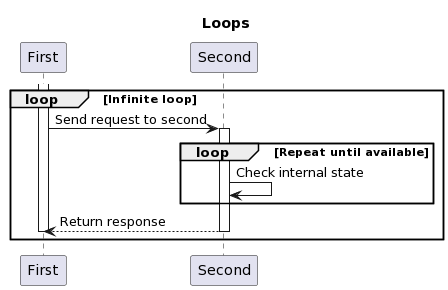 Loops
First Second
loop [Infinite loop]
Send request to second
loop [Repeat until available]
Check internal state
Return response
First Second